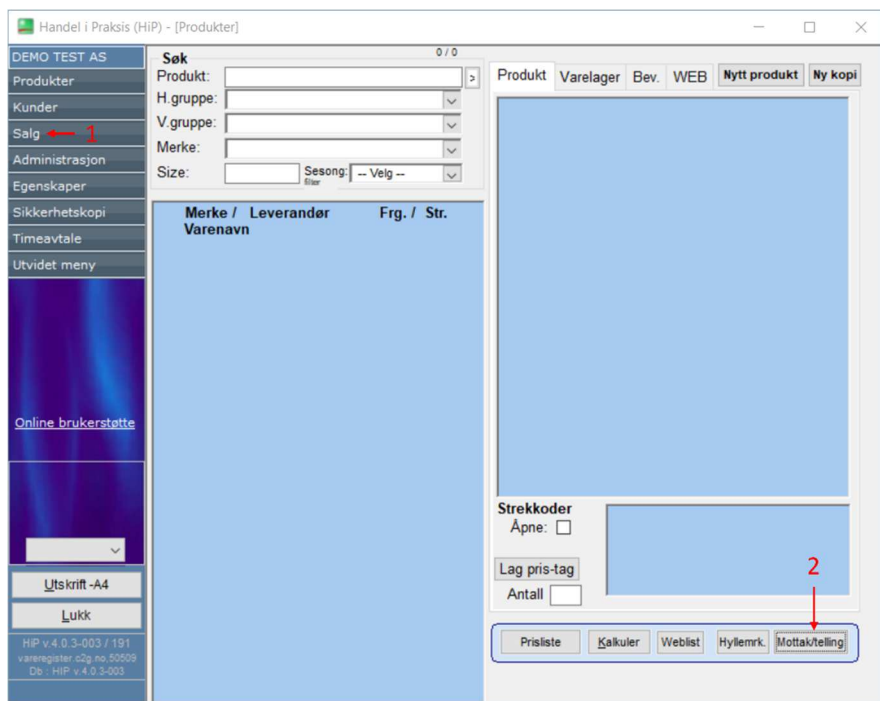 Handel i Praksis (HiP) - [Produkter]
DEMO TEST AS
Produkter
Kunder
Salg 1
Administrasjon
Egenskaper
Sikkerhetskopi
Timeavtale
Utvidet meny
Online brukerstøtte
Utskrift -A4
Lukk
HiP v.4.0.3-003 / 191
vareregister.c2g.no,50509
Db : HIP v.4.0.3-003
Søk 0 / 0
Produkt: >
H.gruppe:
V.gruppe:
Merke:
Size: Sesong: -- Velg --
filter
Merke / Leverandør Frg. / Str.
Varenavn
Produkt Varelager Bev. WEB Nytt produkt Ny kopi
Strekkoder
Åpne:
Lag pris-tag
Antall
2
Prisliste Kalkuler Weblist Hyllemrk. Mottak/telling